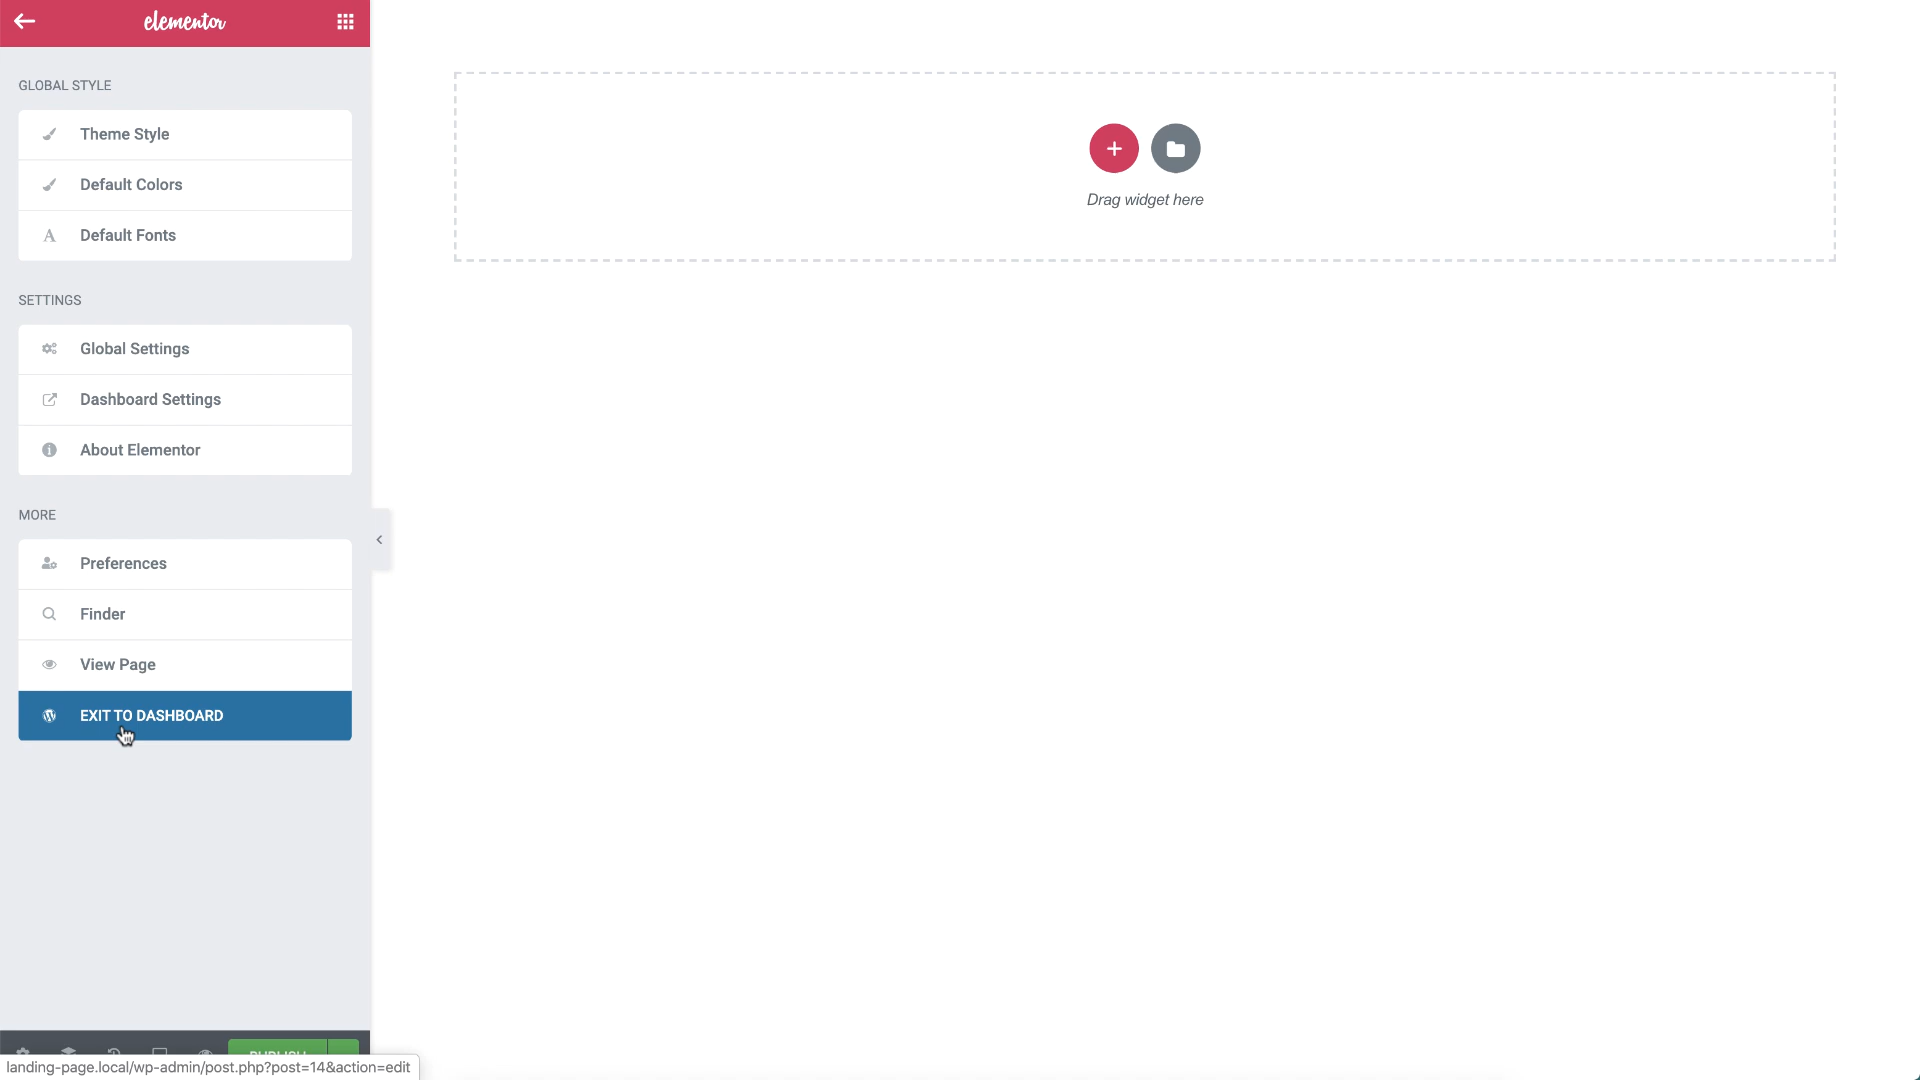 elementor
GLOBAL STYLE
Theme Style
Default Colors
A Default Fonts
SETTINGS
Global Settings
Dashboard Settings
About Elementor
MORE
Preferences
Finder
View Page
EXIT TO DASHBOARD
Drag widget here
PUBLISH
landing-page.local/wp-admin/post.php?post=14&action=edit